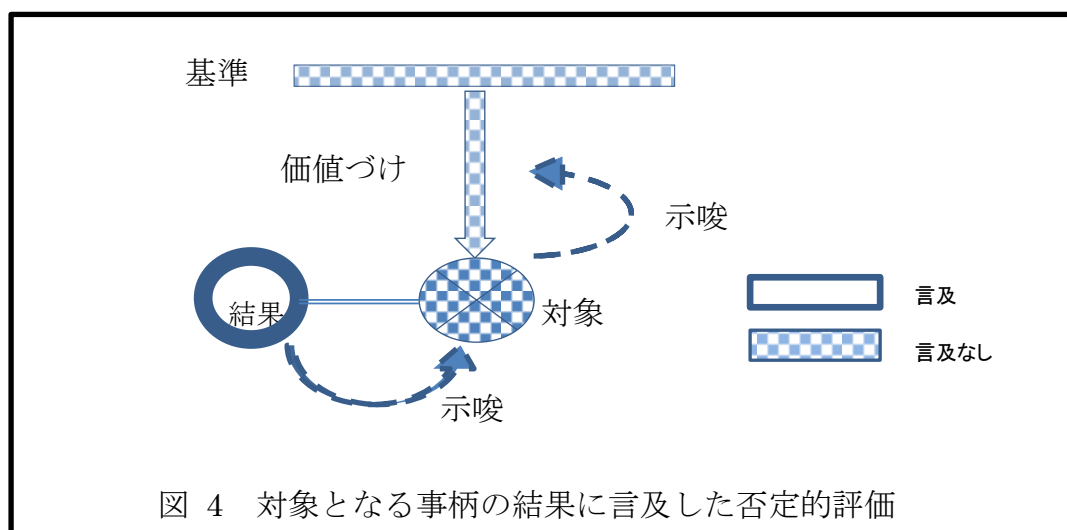 基準
価値づけ
示唆
結果
対象
言及
言及なし
示唆
図 4 対象となる事柄の結果に言及した否定的評価